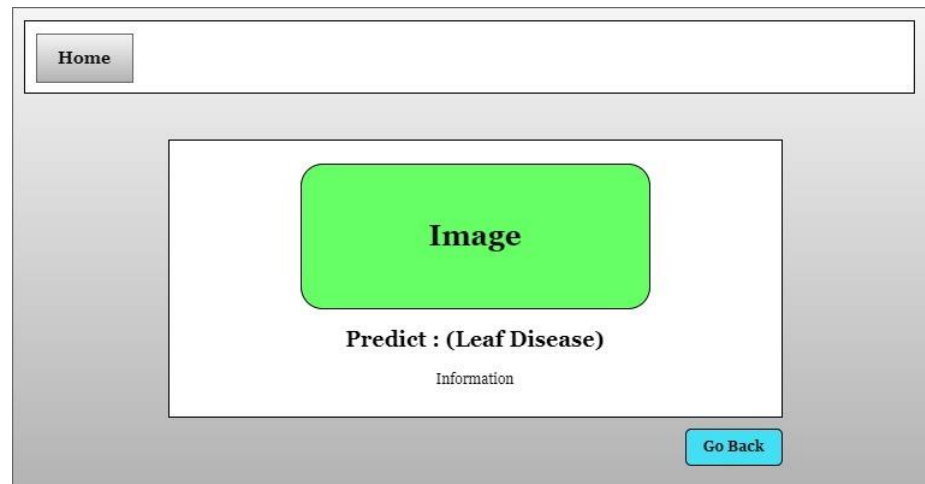 Home
Image
Predict : (Leaf Disease)
Information
Go Back